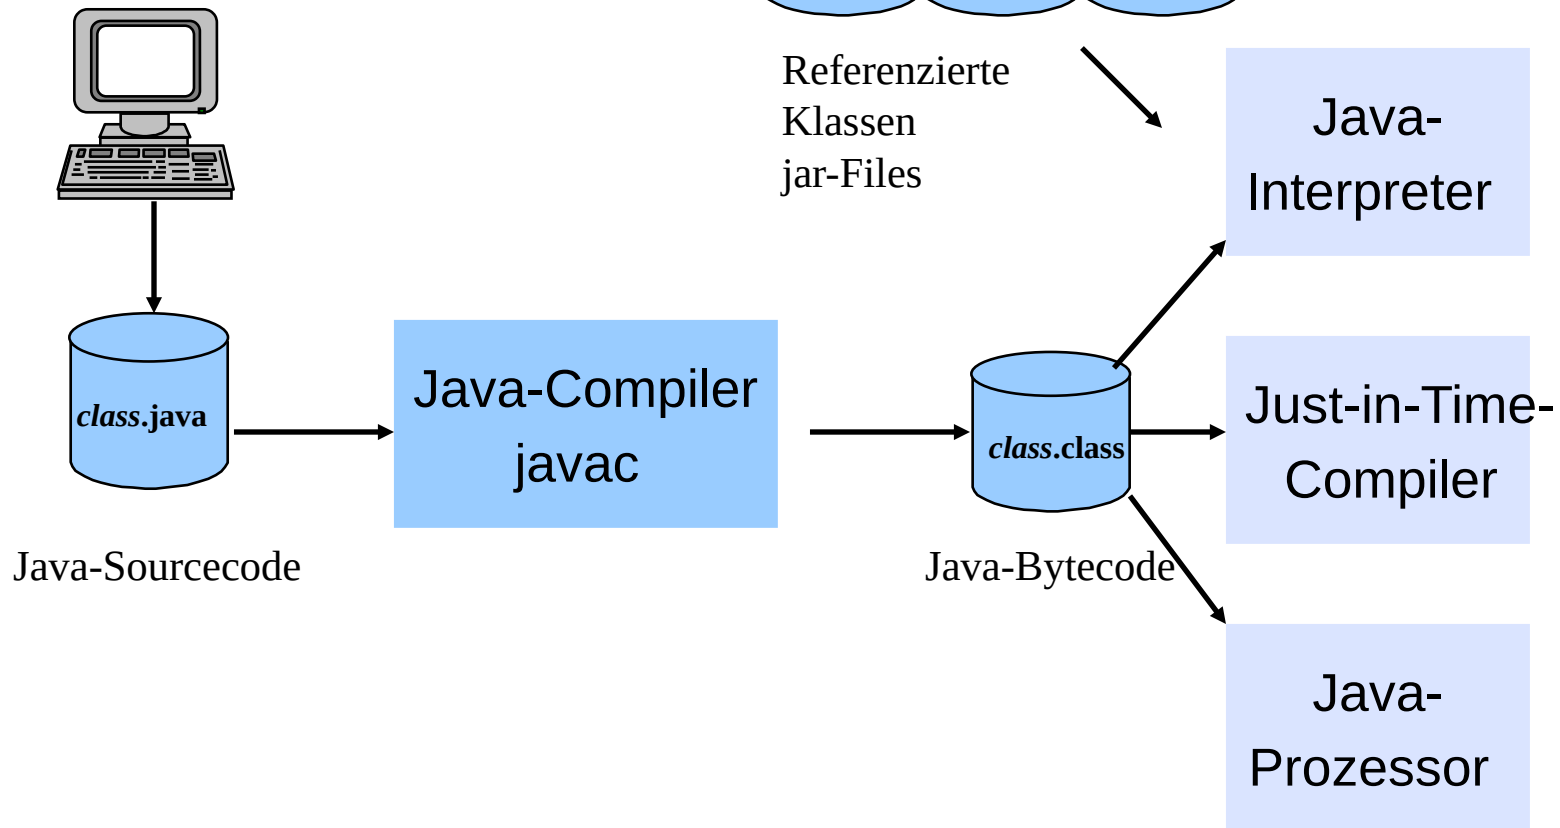 Referenzierte
Klassen
jar-Files
Java-
Interpreter
class.java
Java-Compiler
javac
class.class
Just-in-Time-
Compiler
Java-Sourcecode
Java-Bytecode
Java-
Prozessor